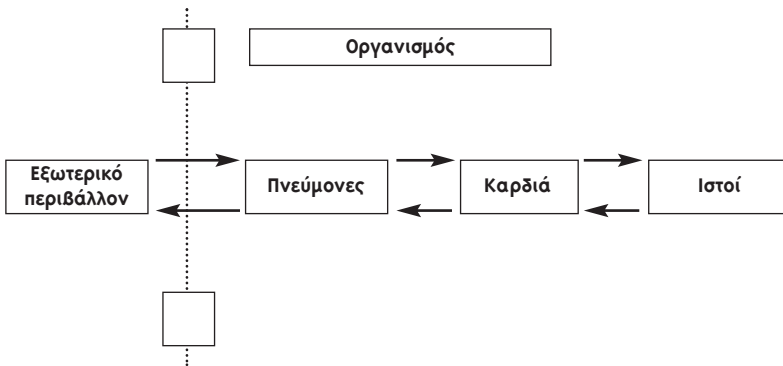 Οργανισμός
Εξωτερικό
περιβάλλον
Πνεύμονες
Καρδιά
Ιστοί